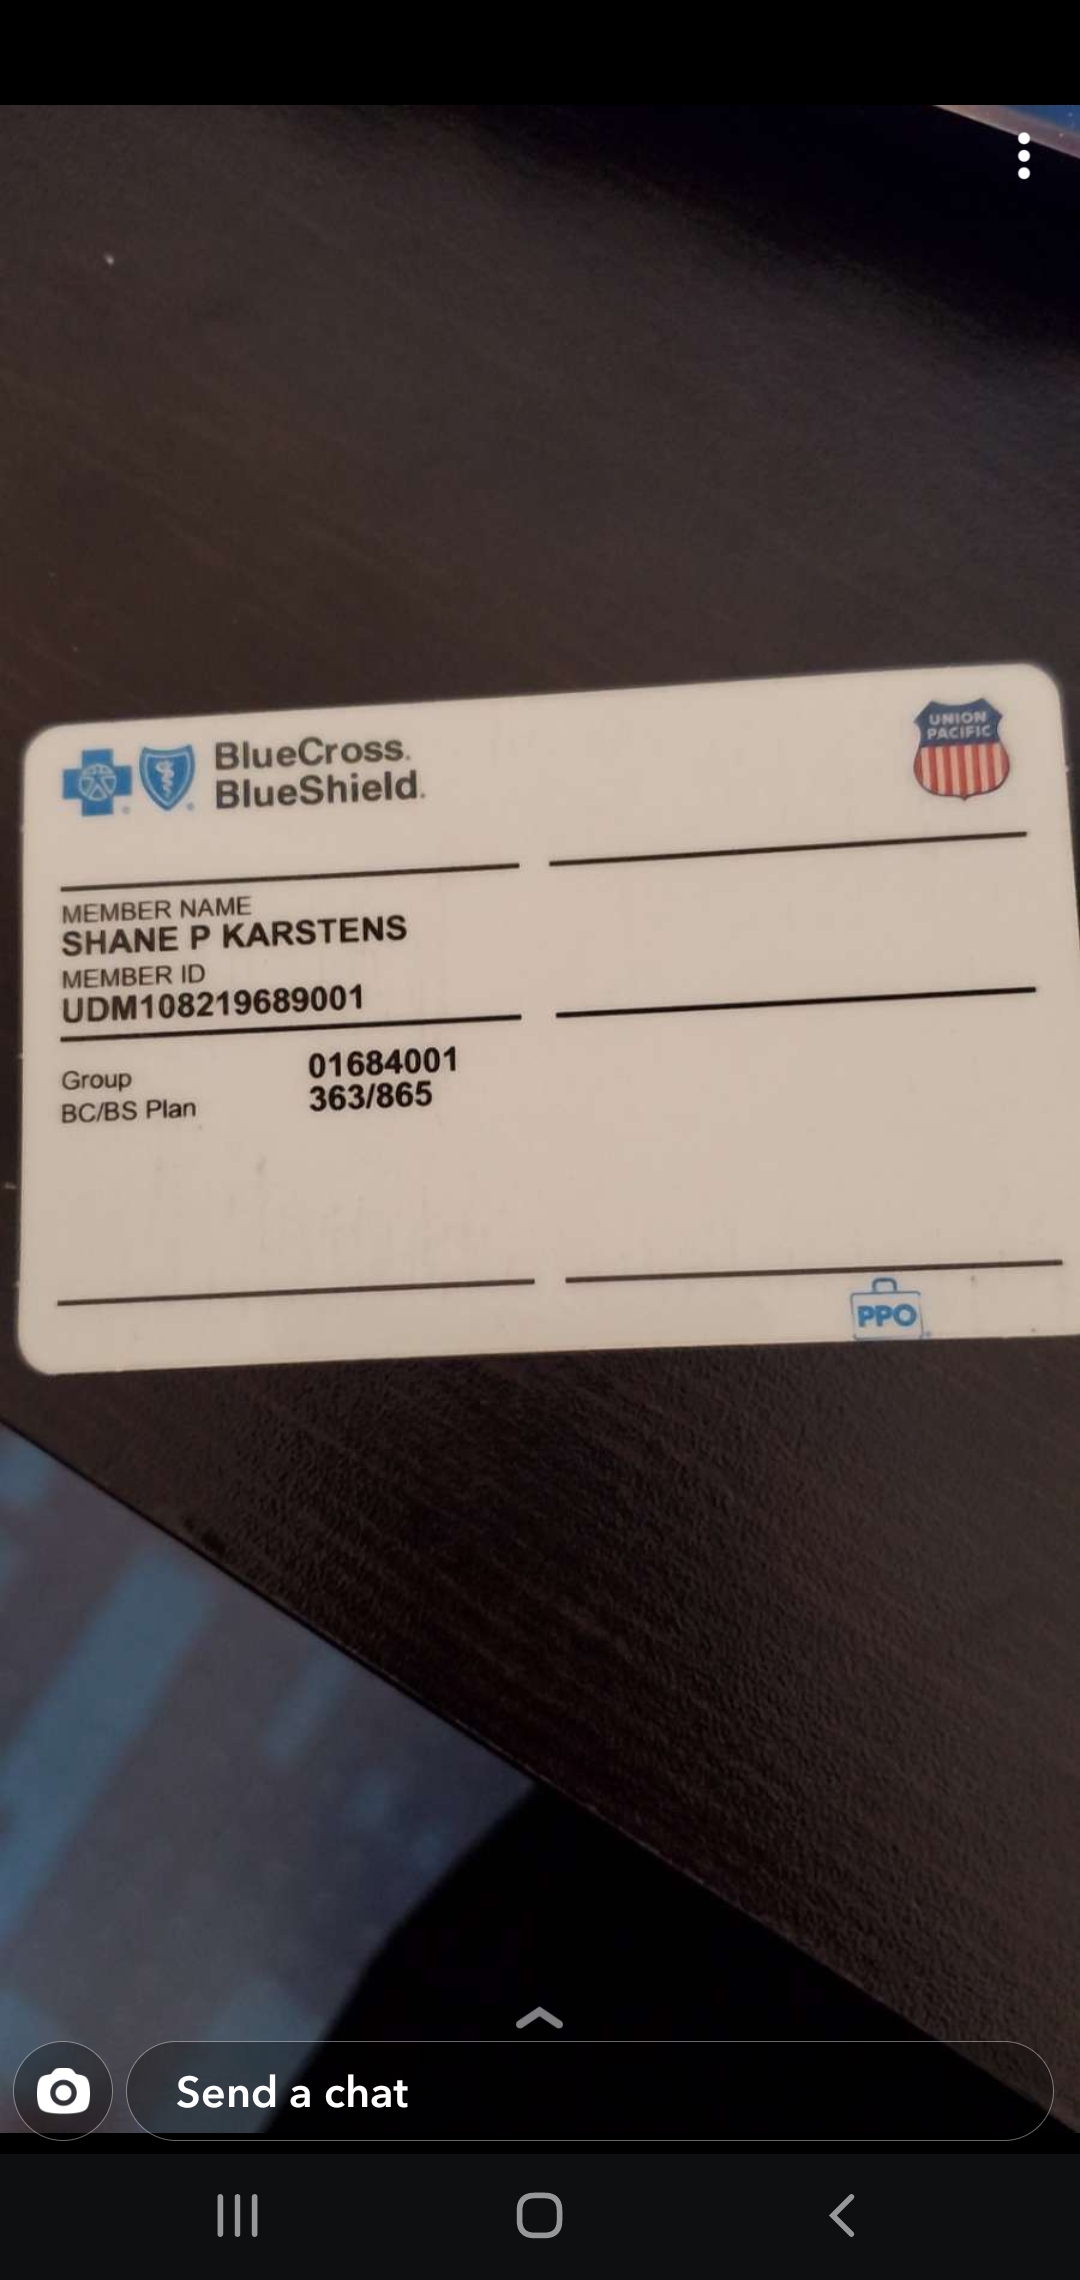 BlueCross.
BlueShield.
UNION
PACIFIC
MEMBER NAME
SHANE P KARSTENS
MEMBER ID
UDM108219689001
Group 01684001
BC/BS Plan 363/865
PPO
Send a chat